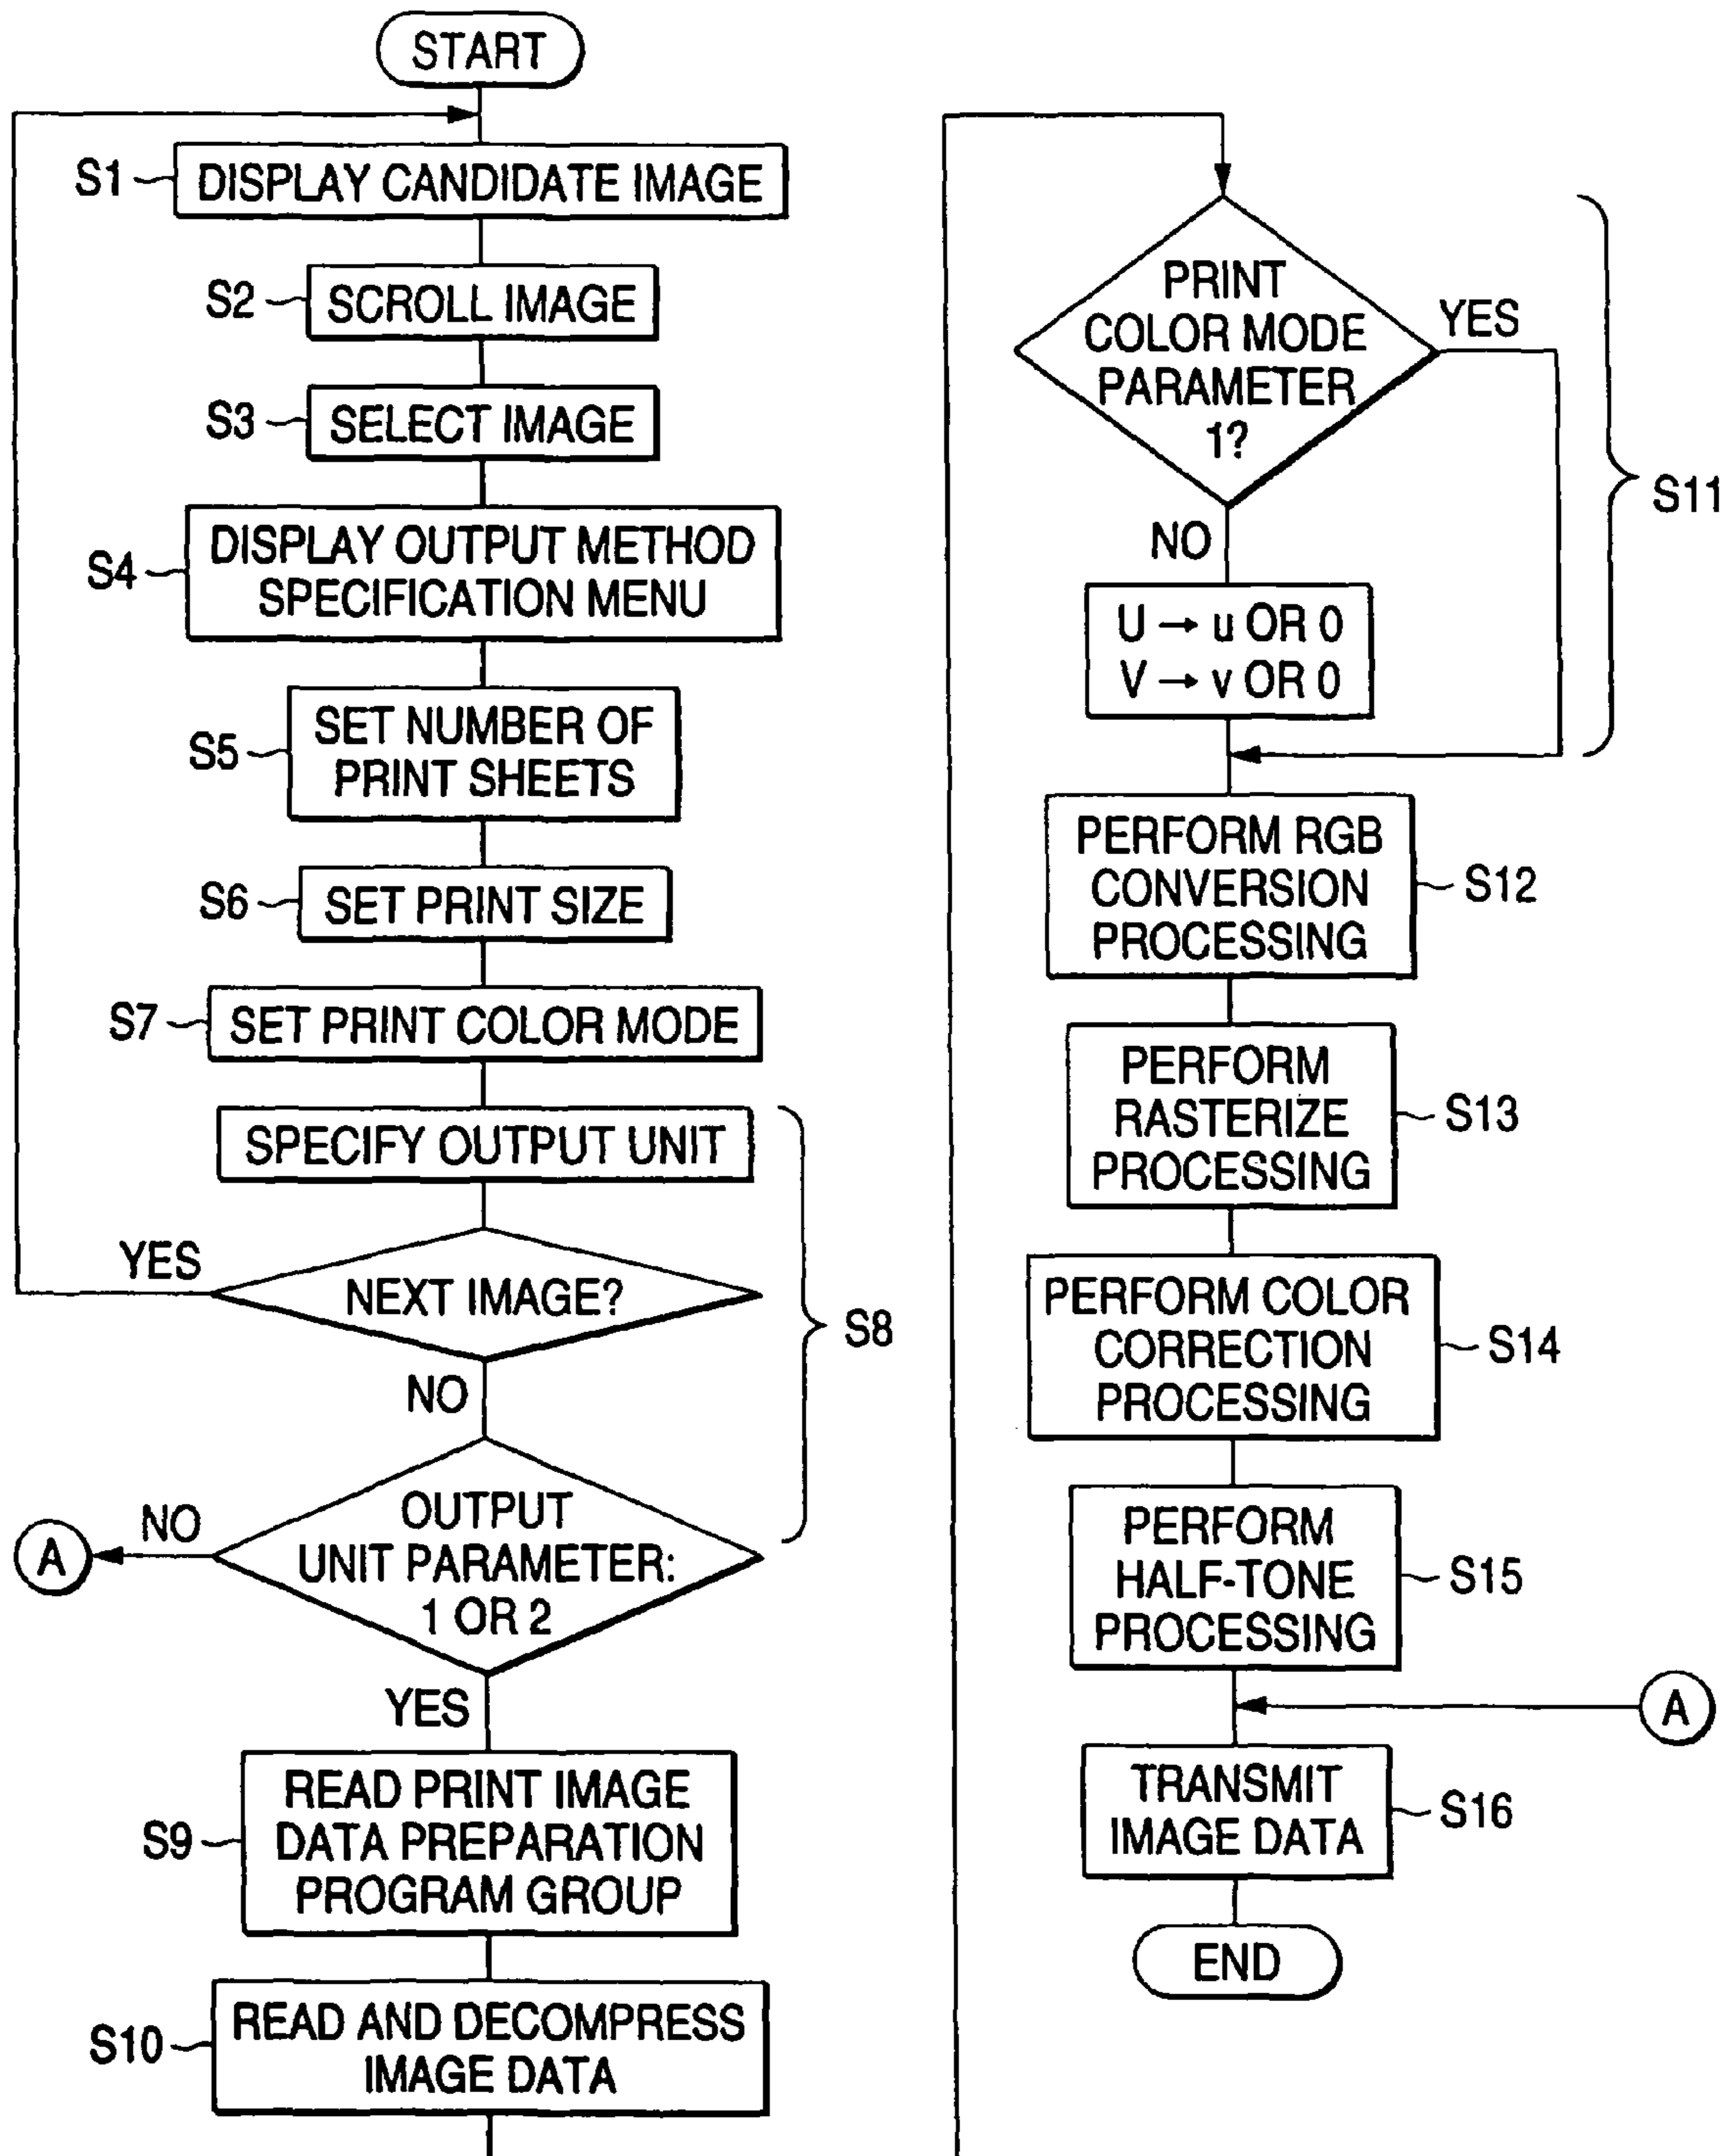 START
S1
DISPLAY CANDIDATE IMAGE
S2
SCROLL IMAGE
S3
SELECT IMAGE
S4
DISPLAY OUTPUT METHOD
SPECIFICATION MENU
S5
SET NUMBER OF
PRINT SHEETS
S6
SET PRINT SIZE
S7
SET PRINT COLOR MODE
SPECIFY OUTPUT UNIT
YES
NEXT IMAGE?
S8
NO
A
NO
OUTPUT
UNIT PARAMETER:
1 OR 2
YES
S9
READ PRINT IMAGE
DATA PREPARATION
PROGRAM GROUP
S10
READ AND DECOMPRESS
IMAGE DATA
PRINT
COLOR MODE
PARAMETER
1?
YES
S11
NO
U → u OR 0
V → v OR 0
PERFORM RGB
CONVERSION
PROCESSING
S12
PERFORM
RASTERIZE
PROCESSING
S13
PERFORM COLOR
CORRECTION
PROCESSING
S14
PERFORM
HALF-TONE
PROCESSING
S15
A
TRANSMIT
IMAGE DATA
S16
END